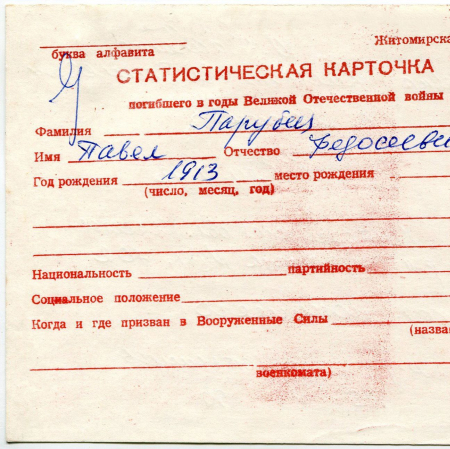 буква алфавита Житомирска
СТАТИСТИЧЕСКАЯ КАРТОЧКА
погибшего в годы Великой Отечественной войны
Фамилия Парубец
Имя Павел Отчество Федосеевич
Год рождения 1913 место рождения
(число, месяц, год)
Национальность партийность
Социальное положение
Когда и где призван в Вооруженные Силы
(назва
военкомата)